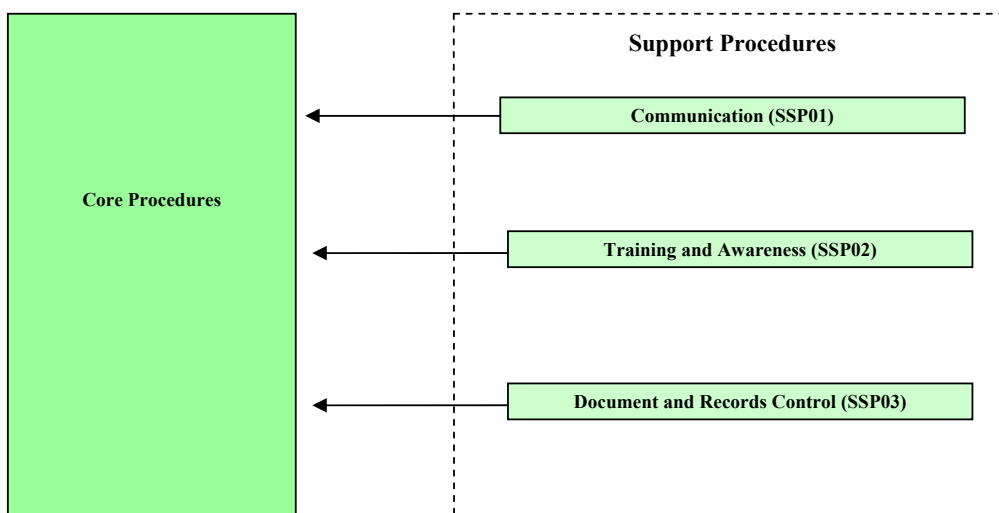 Support Procedures
Communication (SSP01)
Core Procedures
Training and Awareness (SSP02)
Document and Records Control (SSP03)